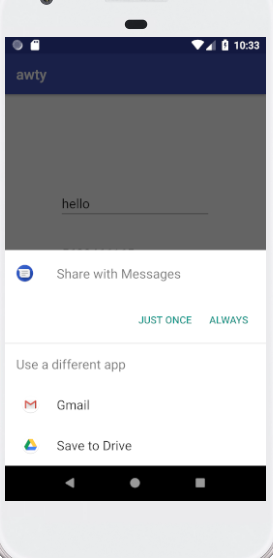 10:33
awty
hello
Share with Messages
JUST ONCE ALWAYS
Use a different app
Gmail
Save to Drive